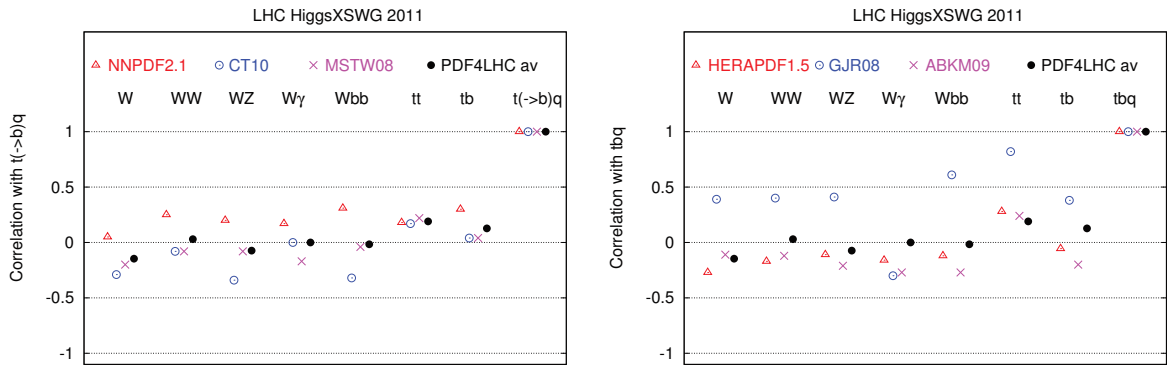 LHC HiggsXSWG 2011
NNPDF2.1 CT10 MSTW08 PDF4LHC av
W WW WZ Wγ Wbb tt tb t(->b)q
1
0.5
0
-0.5
-1
Correlation with t(->b)q
LHC HiggsXSWG 2011
HERAPDF1.5 GJR08 ABKM09 PDF4LHC av
W WW WZ Wγ Wbb tt tb tbq
1
0.5
0
-0.5
-1
Correlation with tbq